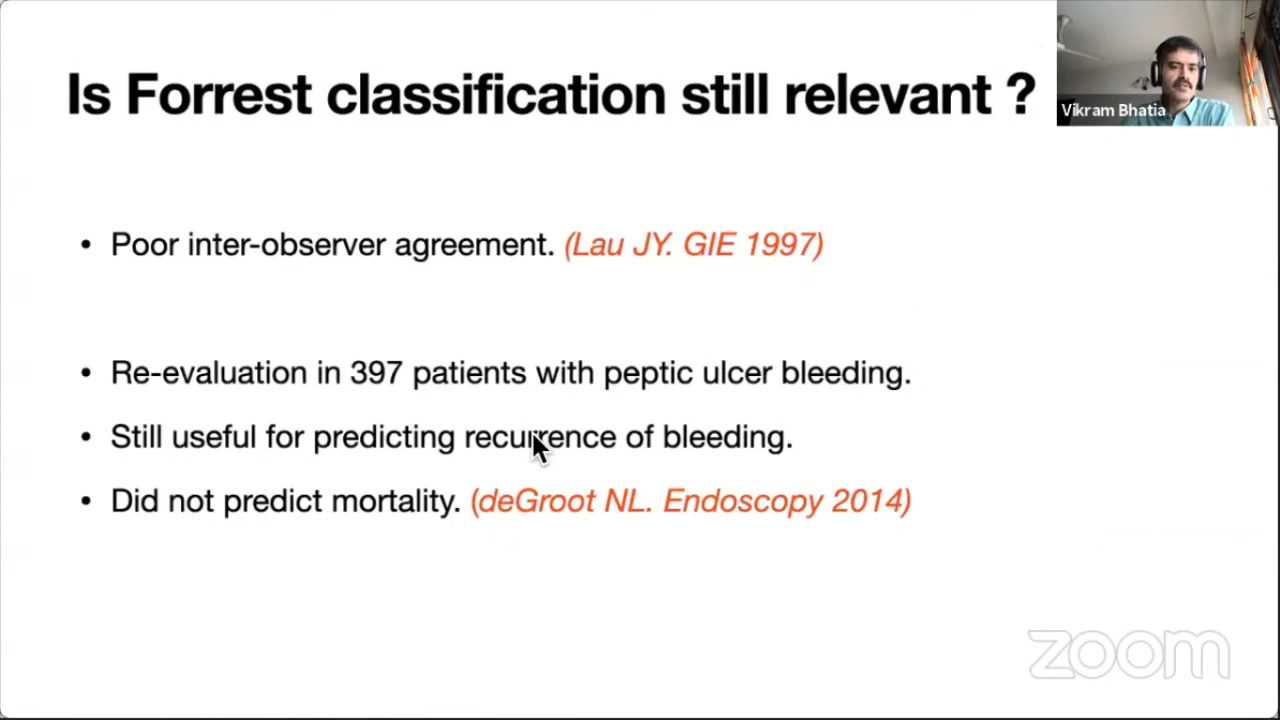 Is Forrest classification still relevant ?
Vikram Bhatia
• Poor inter-observer agreement. (Lau JY. GIE 1997)
• Re-evaluation in 397 patients with peptic ulcer bleeding.
• Still useful for predicting recurrence of bleeding.
• Did not predict mortality. (deGroot NL. Endoscopy 2014)
zoom